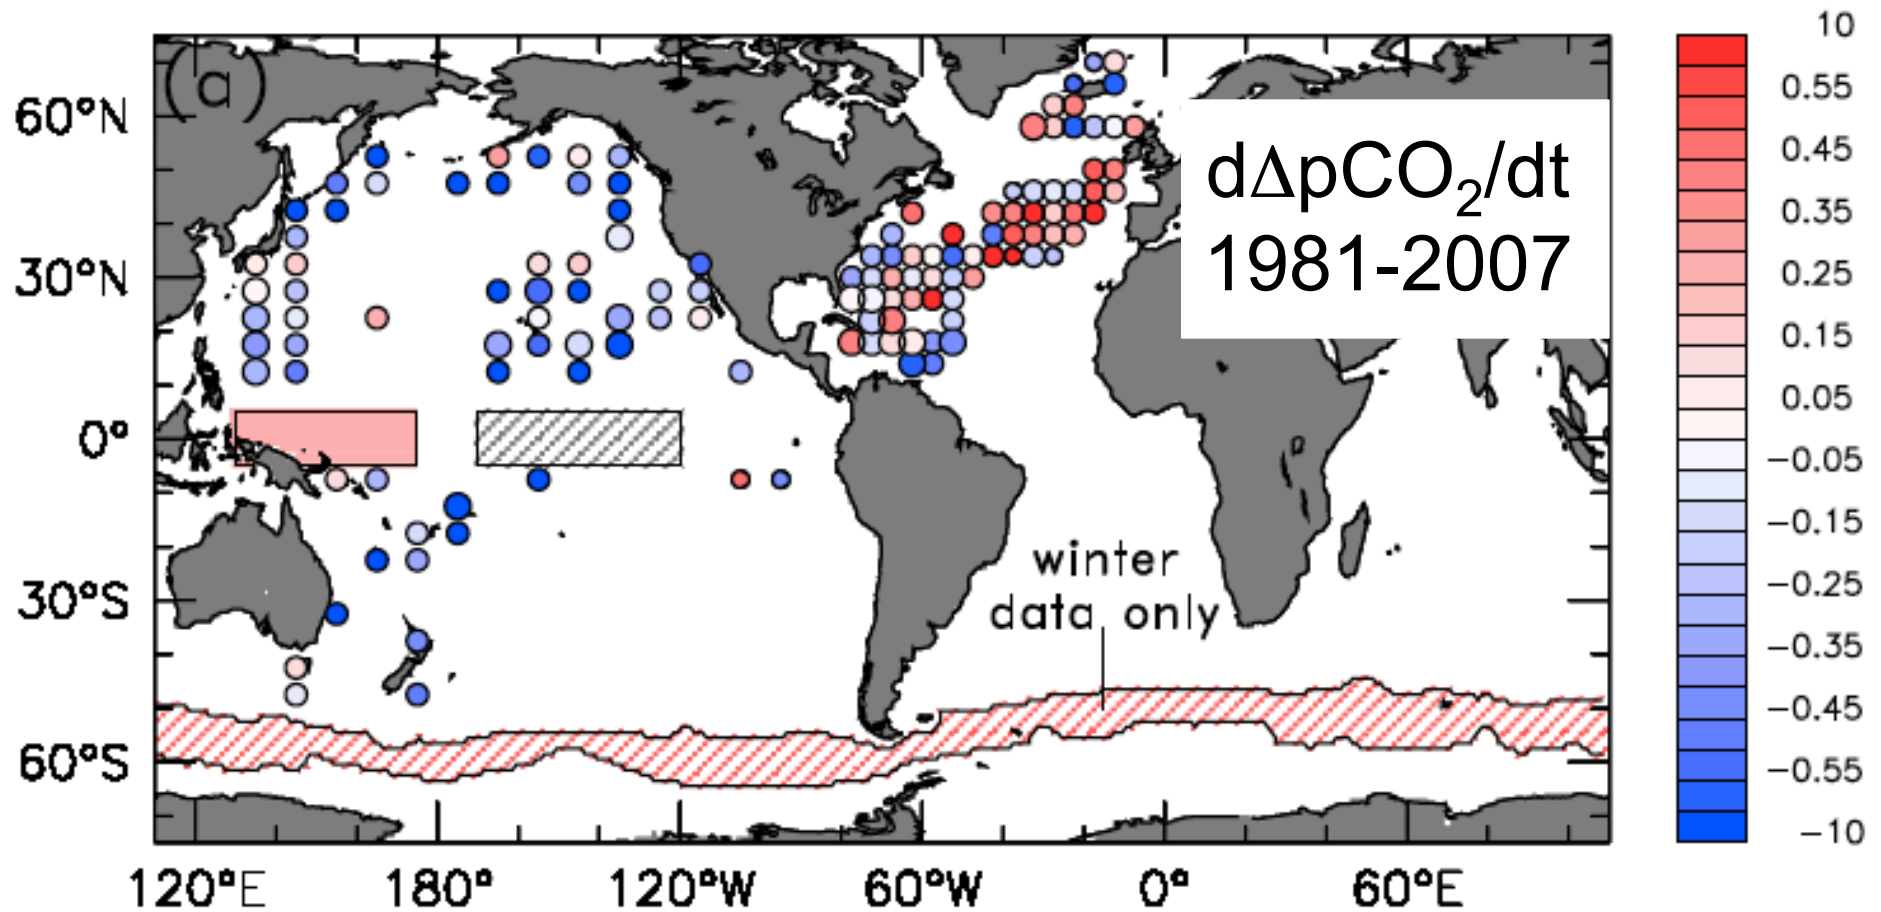 (a)
dΔpCO₂/dt
1981-2007
winter
data only
60°N
30°N
0°
30°S
60°S
120°E 180° 120°W 60°W 0° 60°E
10
0.55
0.45
0.35
0.25
0.15
0.05
−0.05
−0.15
−0.25
−0.35
−0.45
−0.55
−10